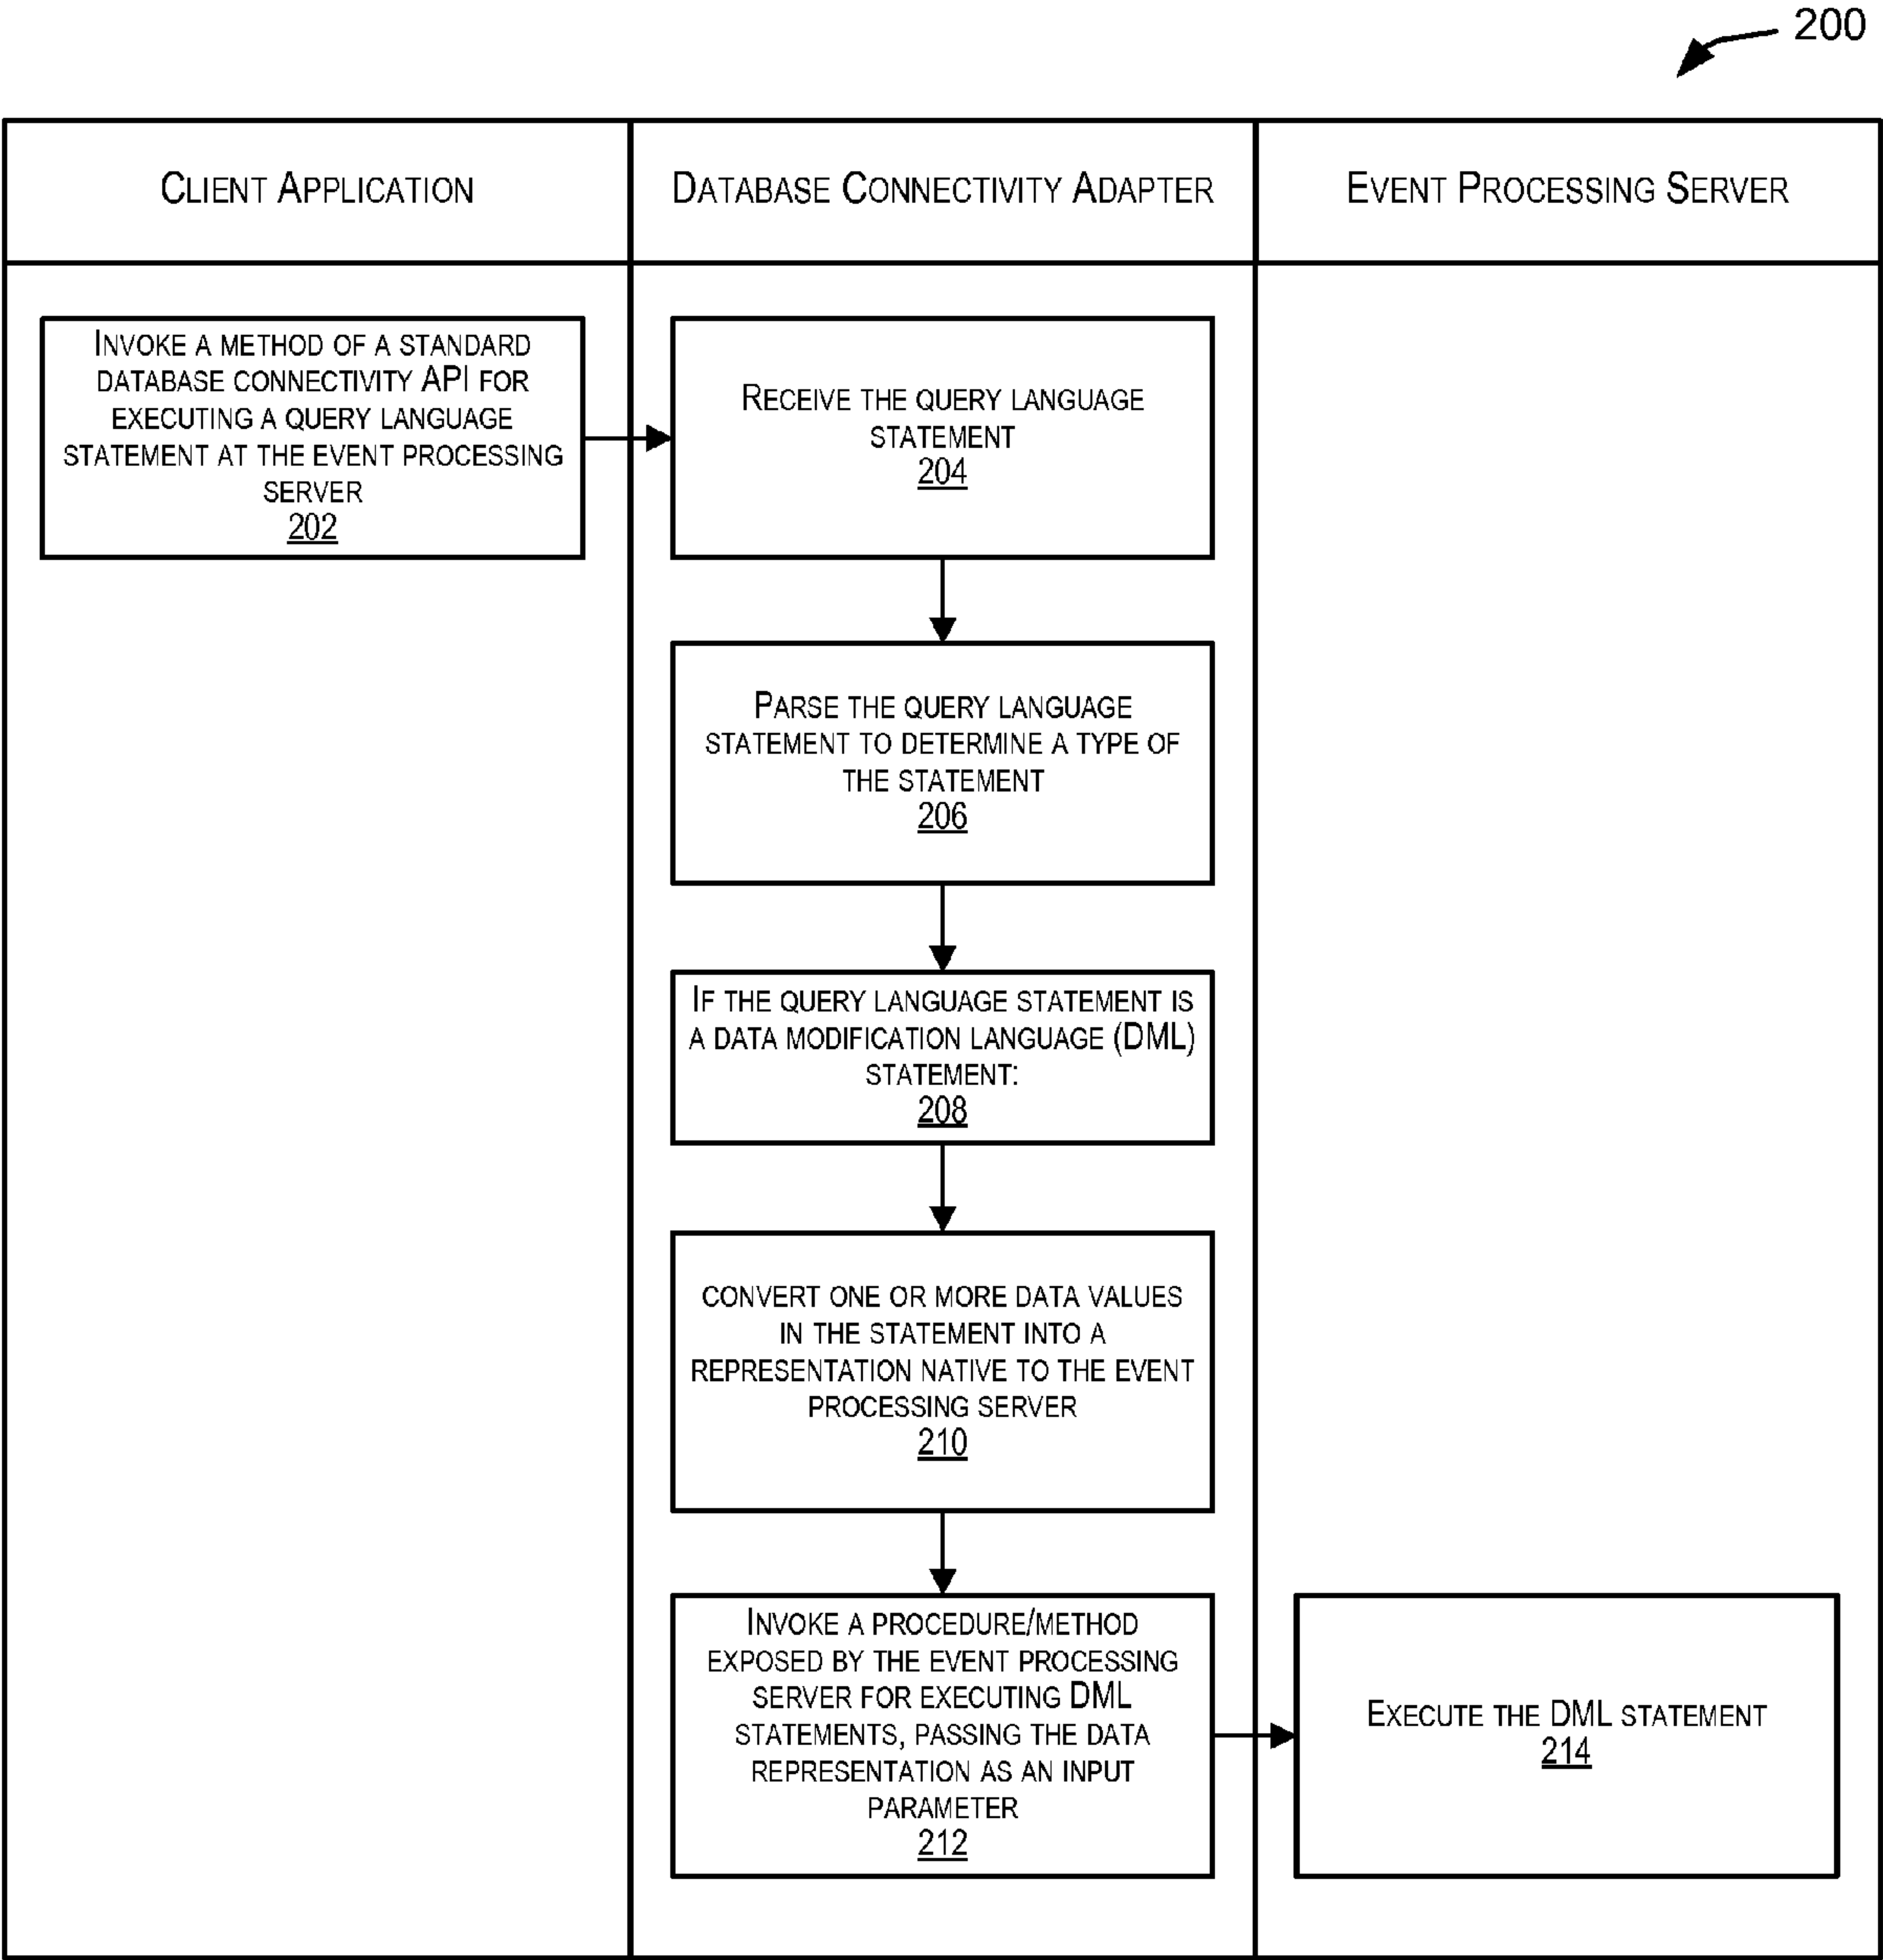 200
CLIENT APPLICATION
DATABASE CONNECTIVITY ADAPTER
EVENT PROCESSING SERVER
INVOKE A METHOD OF A STANDARD
DATABASE CONNECTIVITY API FOR
EXECUTING A QUERY LANGUAGE
STATEMENT AT THE EVENT PROCESSING
SERVER
202
RECEIVE THE QUERY LANGUAGE
STATEMENT
204
PARSE THE QUERY LANGUAGE
STATEMENT TO DETERMINE A TYPE OF
THE STATEMENT
206
IF THE QUERY LANGUAGE STATEMENT IS
A DATA MODIFICATION LANGUAGE (DML)
STATEMENT:
208
CONVERT ONE OR MORE DATA VALUES
IN THE STATEMENT INTO A
REPRESENTATION NATIVE TO THE EVENT
PROCESSING SERVER
210
INVOKE A PROCEDURE/METHOD
EXPOSED BY THE EVENT PROCESSING
SERVER FOR EXECUTING DML
STATEMENTS, PASSING THE DATA
REPRESENTATION AS AN INPUT
PARAMETER
212
EXECUTE THE DML STATEMENT
214